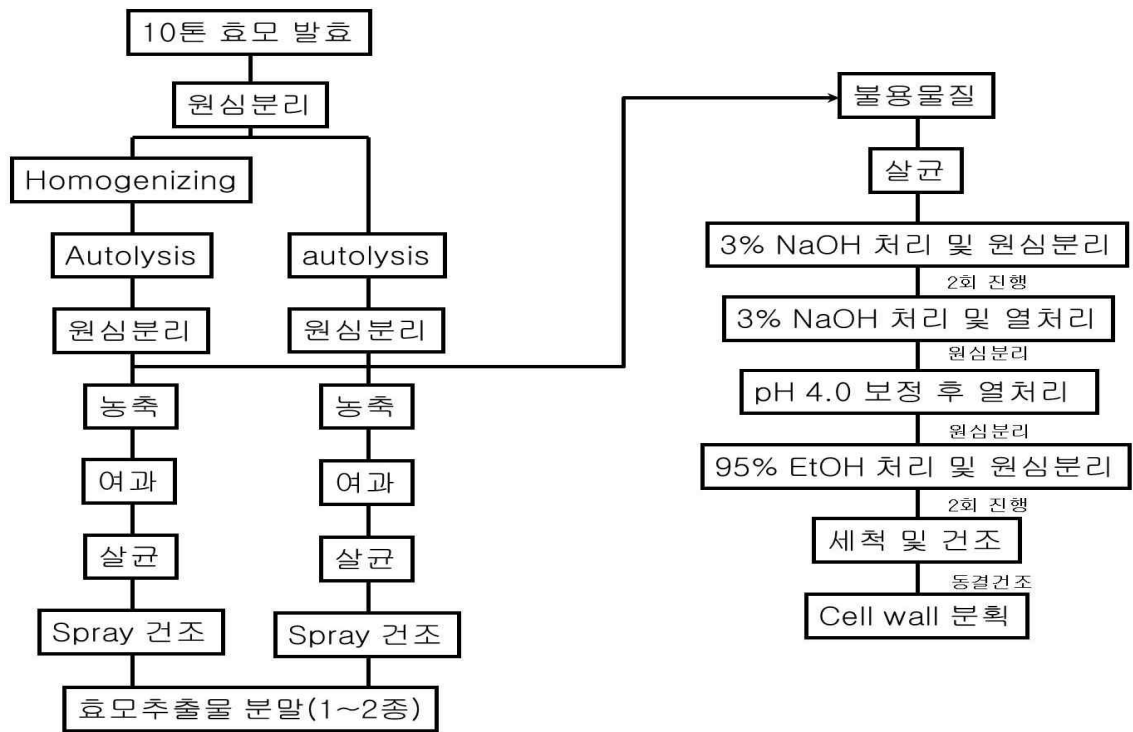 10톤 효모 발효
원심분리
Homogenizing
Autolysis
원심분리
농축
여과
살균
Spray 건조
autolysis
원심분리
농축
여과
살균
Spray 건조
효모추출물 분말(1~2종)
불용물질
살균
3% NaOH 처리 및 원심분리
2회 진행
3% NaOH 처리 및 열처리
원심분리
pH 4.0 보정 후 열처리
원심분리
95% EtOH 처리 및 원심분리
2회 진행
세척 및 건조
동결건조
Cell wall 분획